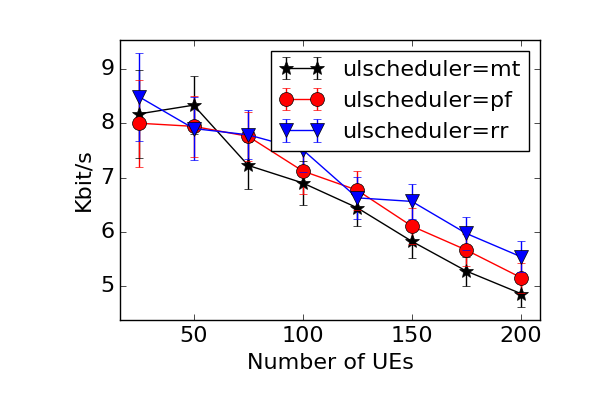 9
8
7
6
5
Kbit/s
ulscheduler=mt
ulscheduler=pf
ulscheduler=rr
50 100 150 200
Number of UEs